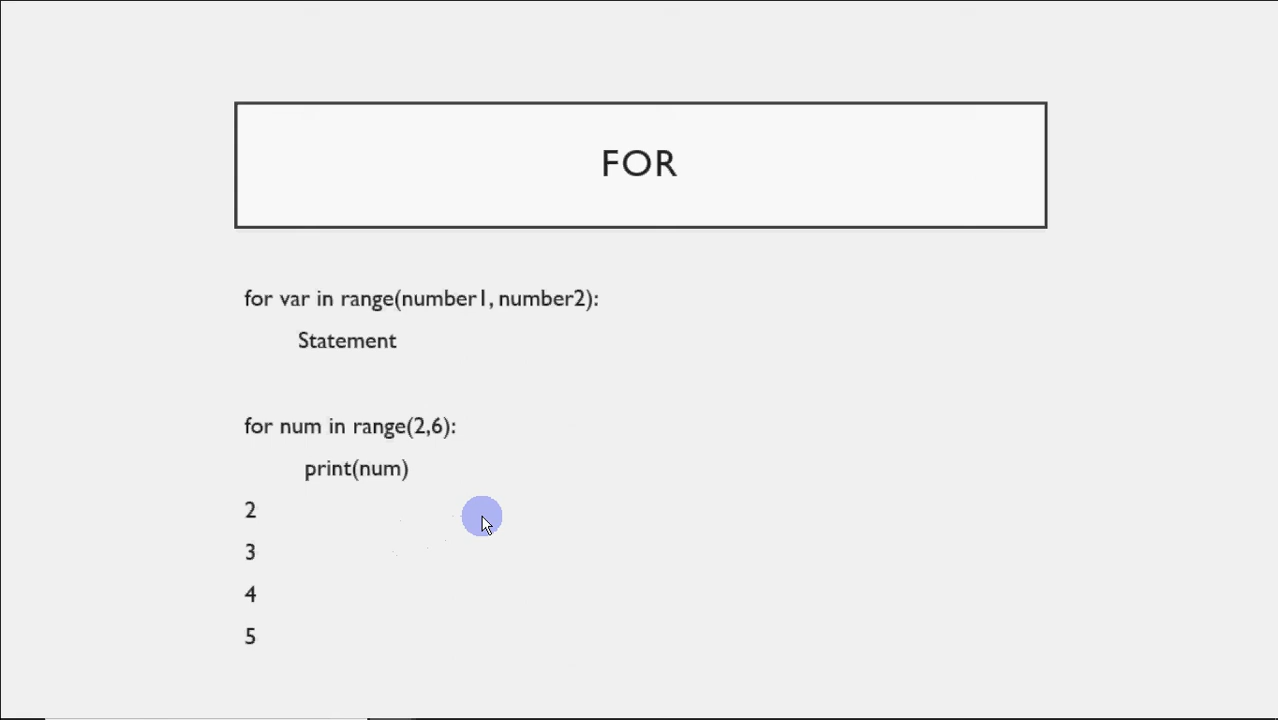 FOR
for var in range(number1, number2):
Statement
for num in range(2,6):
print(num)
2
3
4
5